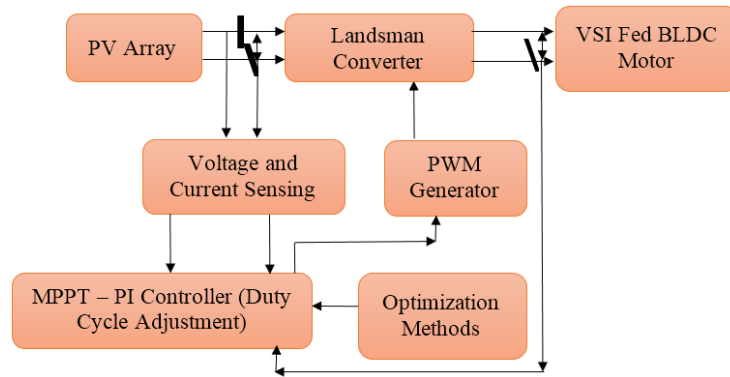 PV Array
Landsman
Converter
VSI Fed BLDC
Motor
Voltage and
Current Sensing
PWM
Generator
MPPT – PI Controller (Duty
Cycle Adjustment)
Optimization
Methods